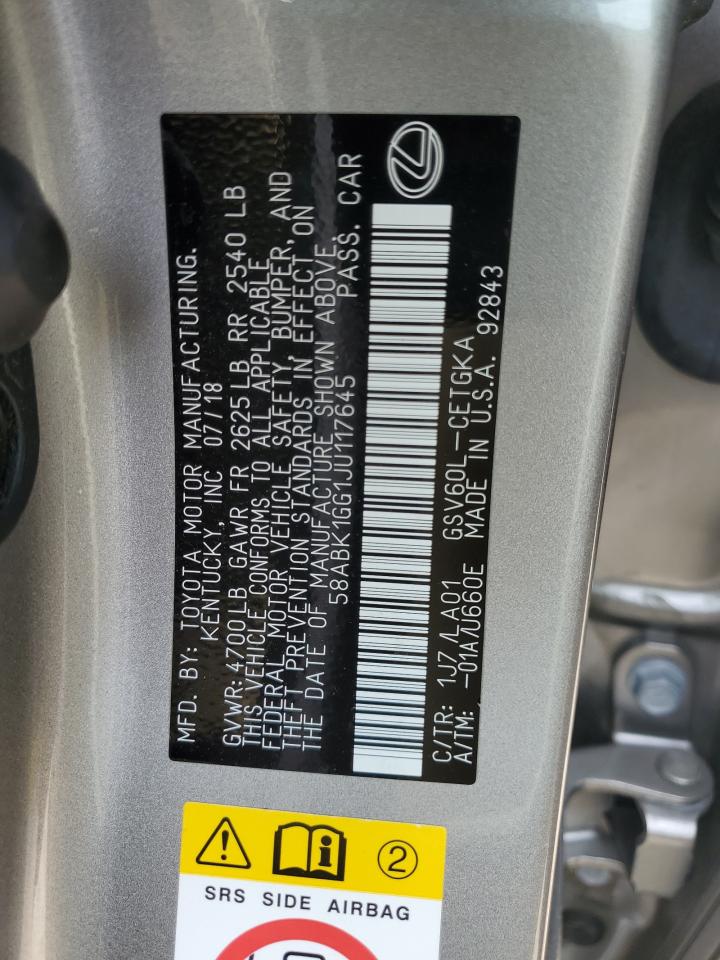 MFD. BY: TOYOTA MOTOR MANUFACTURING.
KENTUCKY, INC 07/18
GVWR:4700LB GAWR FR 2625LB RR 2540 LB
THIS VEHICLE CONFORMS TO ALL APPLICABLE
FEDERAL MOTOR VEHICLE SAFETY, BUMPER, AND
THEFT PREVENTION STANDARDS IN EFFECT ON
THE DATE OF MANUFACTURE SHOWN ABOVE.
58ABK1GG1JU117645 PASS. CAR
C/TR: 1J7/LA01 GSV60L-CETGKA
A/TM: -01A/U660E MADE IN U.S.A. 92843
2
SRS SIDE AIRBAG